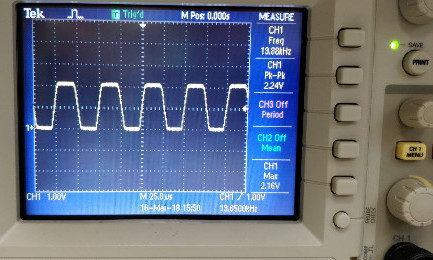 Tek Trig'd M Pos: 0.000s MEASURE
CH1
Freq
19.88kHz
CH1
Pk-Pk
2.24V
CH3 Off
Period
CH2 Off
Mean
CH1
Max
2.16V
1
CH1 1.00V M 25.0µs CH1 1.00V
16-Mar-18 15:50 19.8500kHz
SAVE
PRINT
CH 1
MENU
CH 1